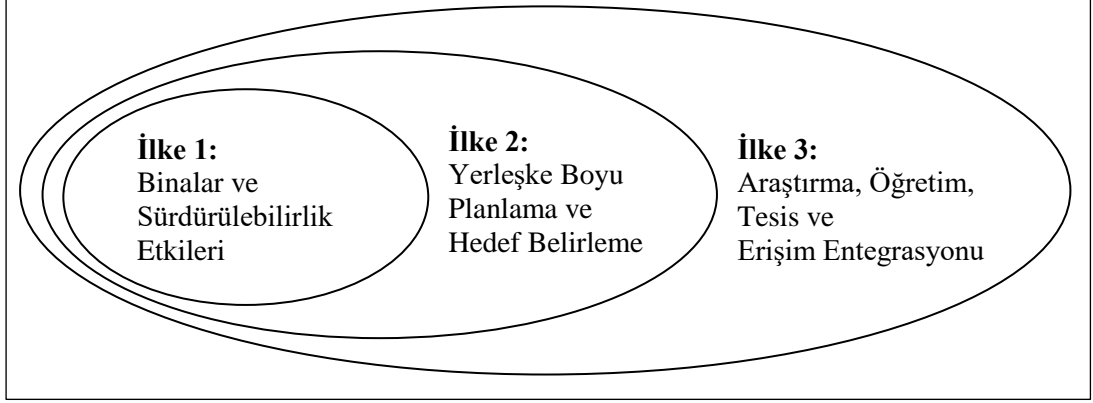 İlke 1:
Binalar ve
Sürdürülebilirlik
Etkileri
İlke 2:
Yerleşke Boyu
Planlama ve
Hedef Belirleme
İlke 3:
Araştırma, Öğretim,
Tesis ve
Erişim Entegrasyonu